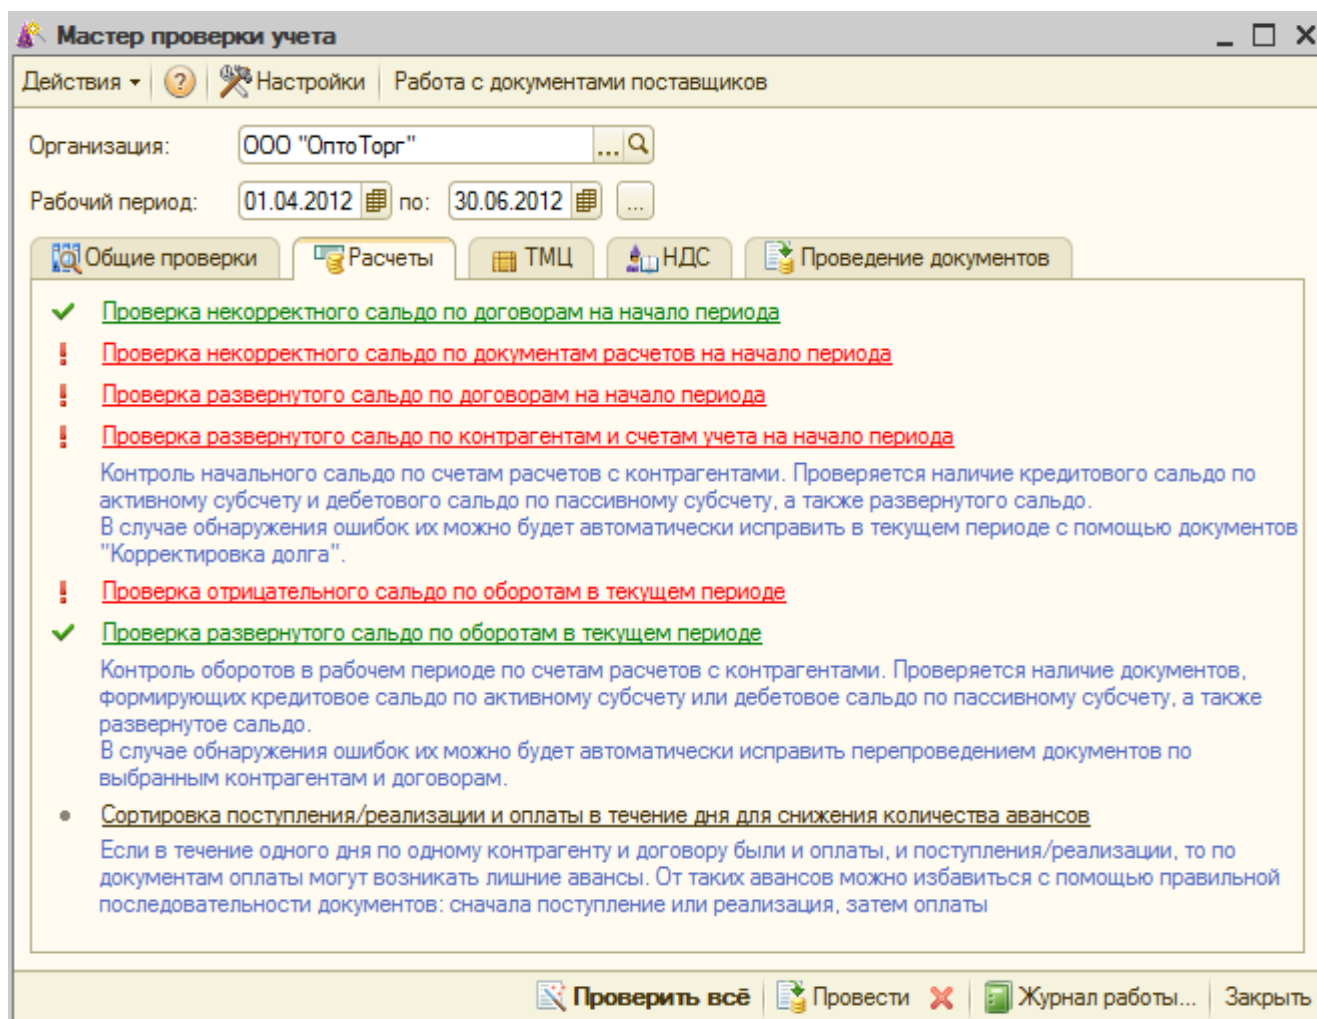 Мастер проверки учета
Действия Настройки Работа с документами поставщиков
Организация: ООО "ОптоТорг" ...
Рабочий период: 01.04.2012 по: 30.06.2012 ...
Общие проверки Расчеты ТМЦ НДС Проведение документов
Проверка некорректного сальдо по договорам на начало периода
Проверка некорректного сальдо по документам расчетов на начало периода
Проверка развернутого сальдо по договорам на начало периода
Проверка развернутого сальдо по контрагентам и счетам учета на начало периода
Контроль начального сальдо по счетам расчетов с контрагентами. Проверяется наличие кредитового сальдо по
активному субсчету и дебетового сальдо по пассивному субсчету, а также развернутого сальдо.
В случае обнаружения ошибок их можно будет автоматически исправить в текущем периоде с помощью документов
"Корректировка долга".
Проверка отрицательного сальдо по оборотам в текущем периоде
Проверка развернутого сальдо по оборотам в текущем периоде
Контроль оборотов в рабочем периоде по счетам расчетов с контрагентами. Проверяется наличие документов,
формирующих кредитовое сальдо по активному субсчету или дебетовое сальдо по пассивному субсчету, а также
развернутое сальдо.
В случае обнаружения ошибок их можно будет автоматически исправить перепроведением документов по
выбранным контрагентам и договорам.
Сортировка поступления/реализации и оплаты в течение дня для снижения количества авансов
Если в течение одного дня по одному контрагенту и договору были и оплаты, и поступления/реализации, то по
документам оплаты могут возникать лишние авансы. От таких авансов можно избавиться с помощью правильной
последовательности документов: сначала поступление или реализация, затем оплаты
Проверить всё Провести Журнал работы... Закрыть